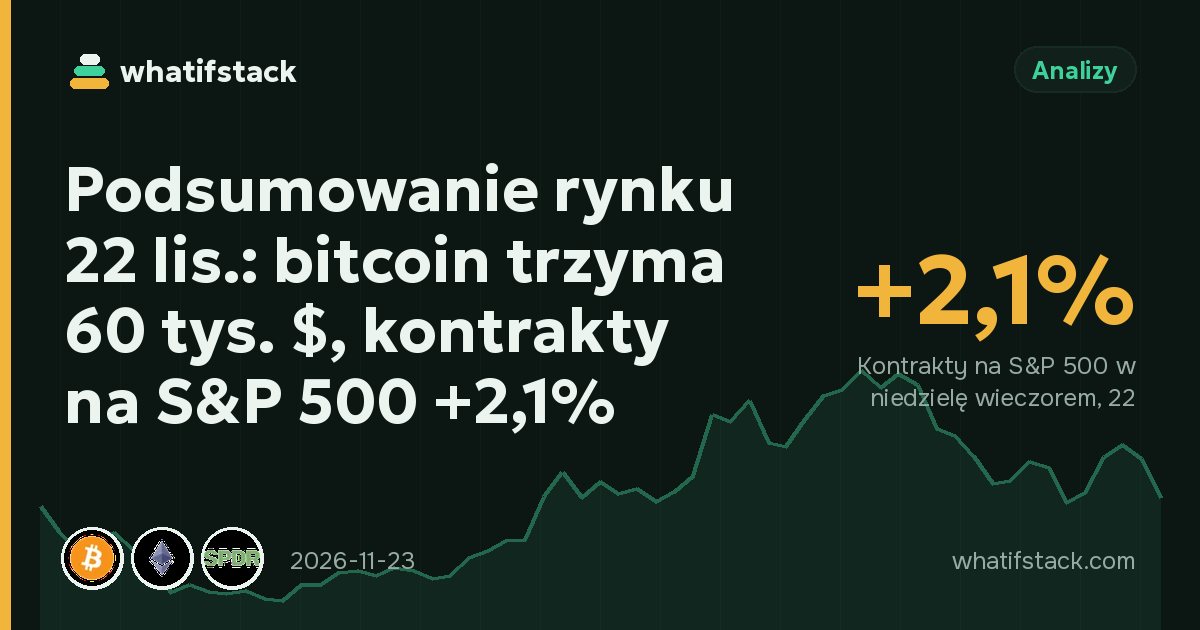 whatifstack
Analizy
Podsumowanie rynku
22 lis.: bitcoin trzyma
60 tys. $, kontrakty
na S&P 500 +2,1%
+2,1%
Kontrakty na S&P 500 w
niedzielę wieczorem, 22
SPDR
2026-11-23
whatifstack.com